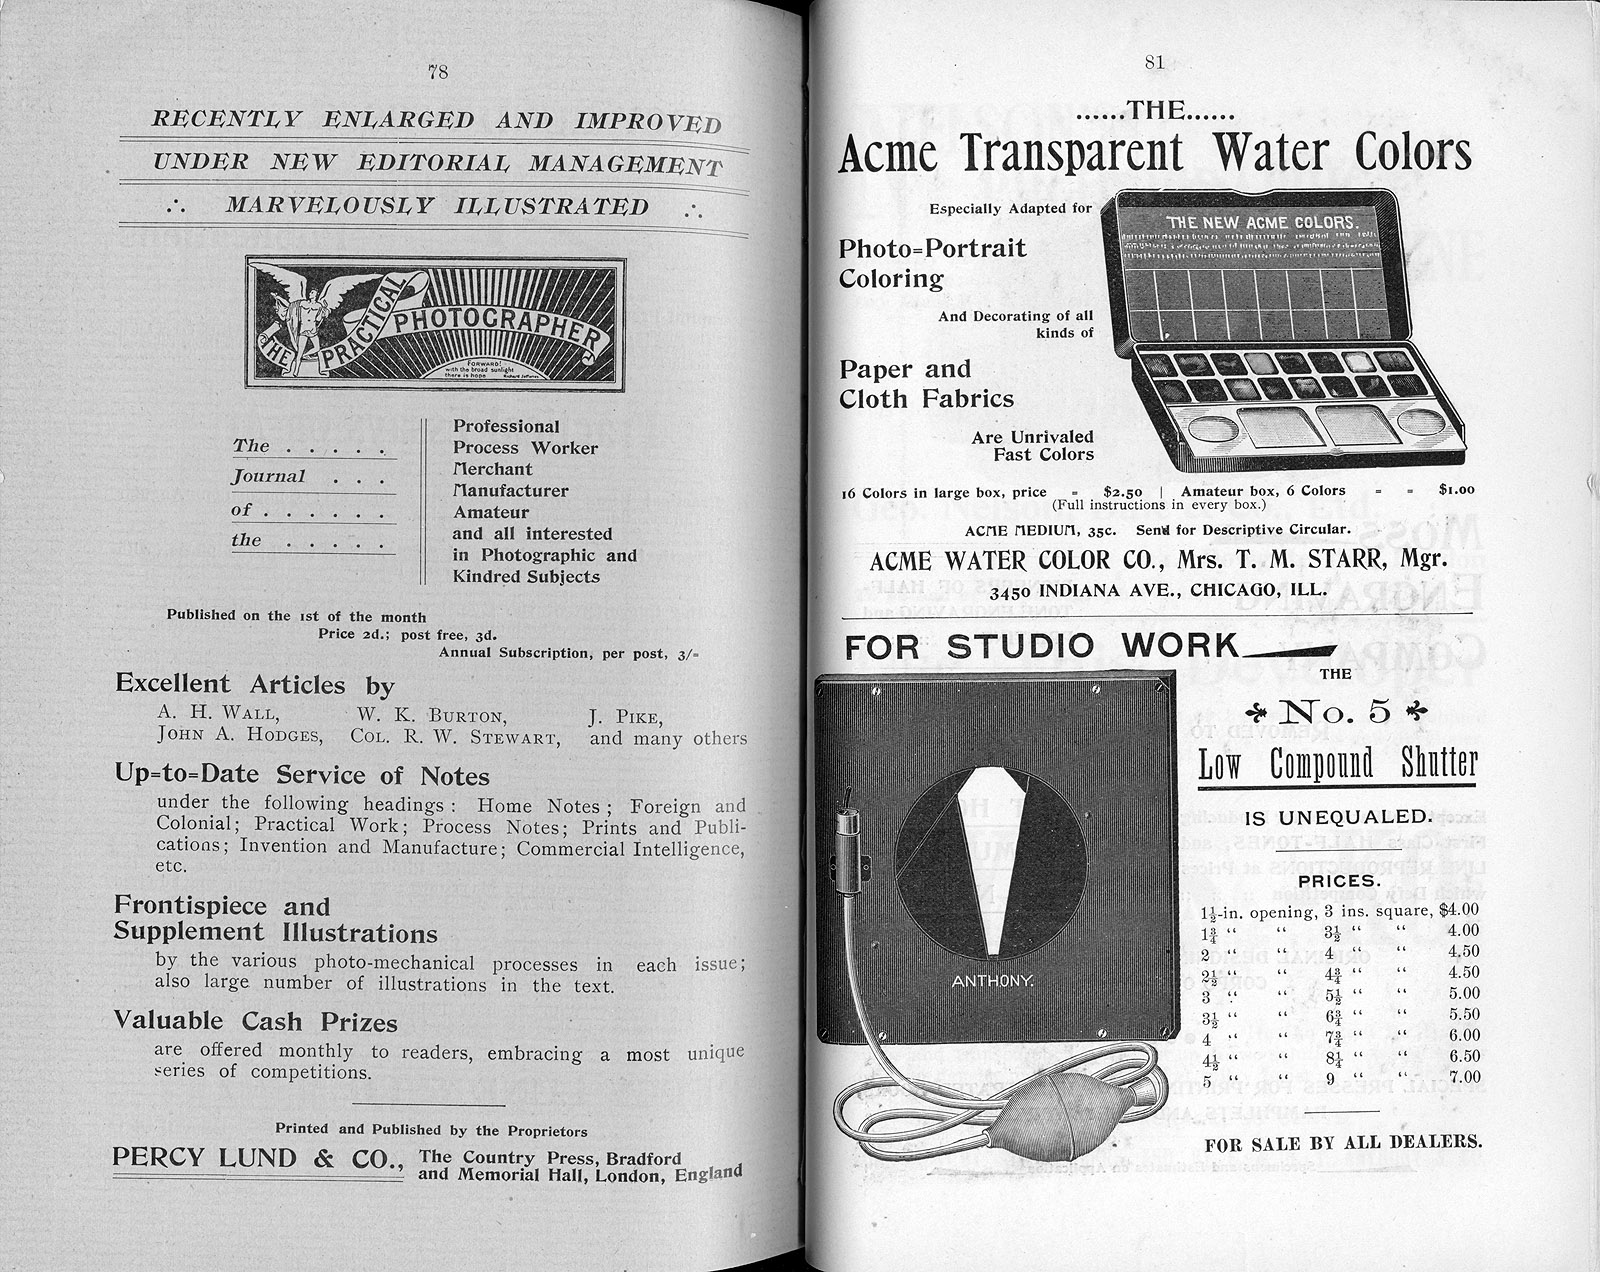 78
RECENTLY ENLARGED AND IMPROVED
UNDER NEW EDITORIAL MANAGEMENT
∴ MARVELOUSLY ILLUSTRATED ∴
THE PRACTICAL PHOTOGRAPHER
FORWARD!
with the broad sunlight
there is hope Richard Jefferies
The . . . . .
Journal . . .
of . . . . . .
the . . . . .
Professional
Process Worker
Merchant
Manufacturer
Amateur
and all interested
in Photographic and
Kindred Subjects
Published on the 1st of the month
Price 2d.; post free, 3d.
Annual Subscription, per post, 3/=
Excellent Articles by
A. H. WALL, W. K. BURTON, J. PIKE,
JOHN A. HODGES, COL. R. W. STEWART, and many others
Up=to=Date Service of Notes
under the following headings: Home Notes; Foreign and
Colonial; Practical Work; Process Notes; Prints and Publi-
cations; Invention and Manufacture; Commercial Intelligence,
etc.
Frontispiece and
Supplement Illustrations
by the various photo-mechanical processes in each issue;
also large number of illustrations in the text.
Valuable Cash Prizes
are offered monthly to readers, embracing a most unique
series of competitions.
Printed and Published by the Proprietors
PERCY LUND & CO., The Country Press, Bradford
and Memorial Hall, London, England
81
......THE......
Acme Transparent Water Colors
Especially Adapted for
Photo=Portrait
Coloring
And Decorating of all
kinds of
Paper and
Cloth Fabrics
Are Unrivaled
Fast Colors
THE NEW ACME COLORS.
16 Colors in large box, price = $2.50 | Amateur box, 6 Colors = = $1.00
(Full instructions in every box.)
ACME MEDIUM, 35c. Send for Descriptive Circular.
ACME WATER COLOR CO., Mrs. T. M. STARR, Mgr.
3450 INDIANA AVE., CHICAGO, ILL.
FOR STUDIO WORK
THE
No. 5
Low Compound Shutter
IS UNEQUALED.
PRICES.
1½-in. opening, 3 ins. square, $4.00
1¾ “ “ 3½ “ “ 4.00
2 “ “ 4 “ “ 4.50
2½ “ “ 4¾ “ “ 4.50
3 “ “ 5½ “ “ 5.00
3½ “ “ 6¾ “ “ 5.50
4 “ “ 7¾ “ “ 6.00
4½ “ “ 8¼ “ “ 6.50
5 “ “ 9 “ “ 7.00
FOR SALE BY ALL DEALERS.
ANTHONY.